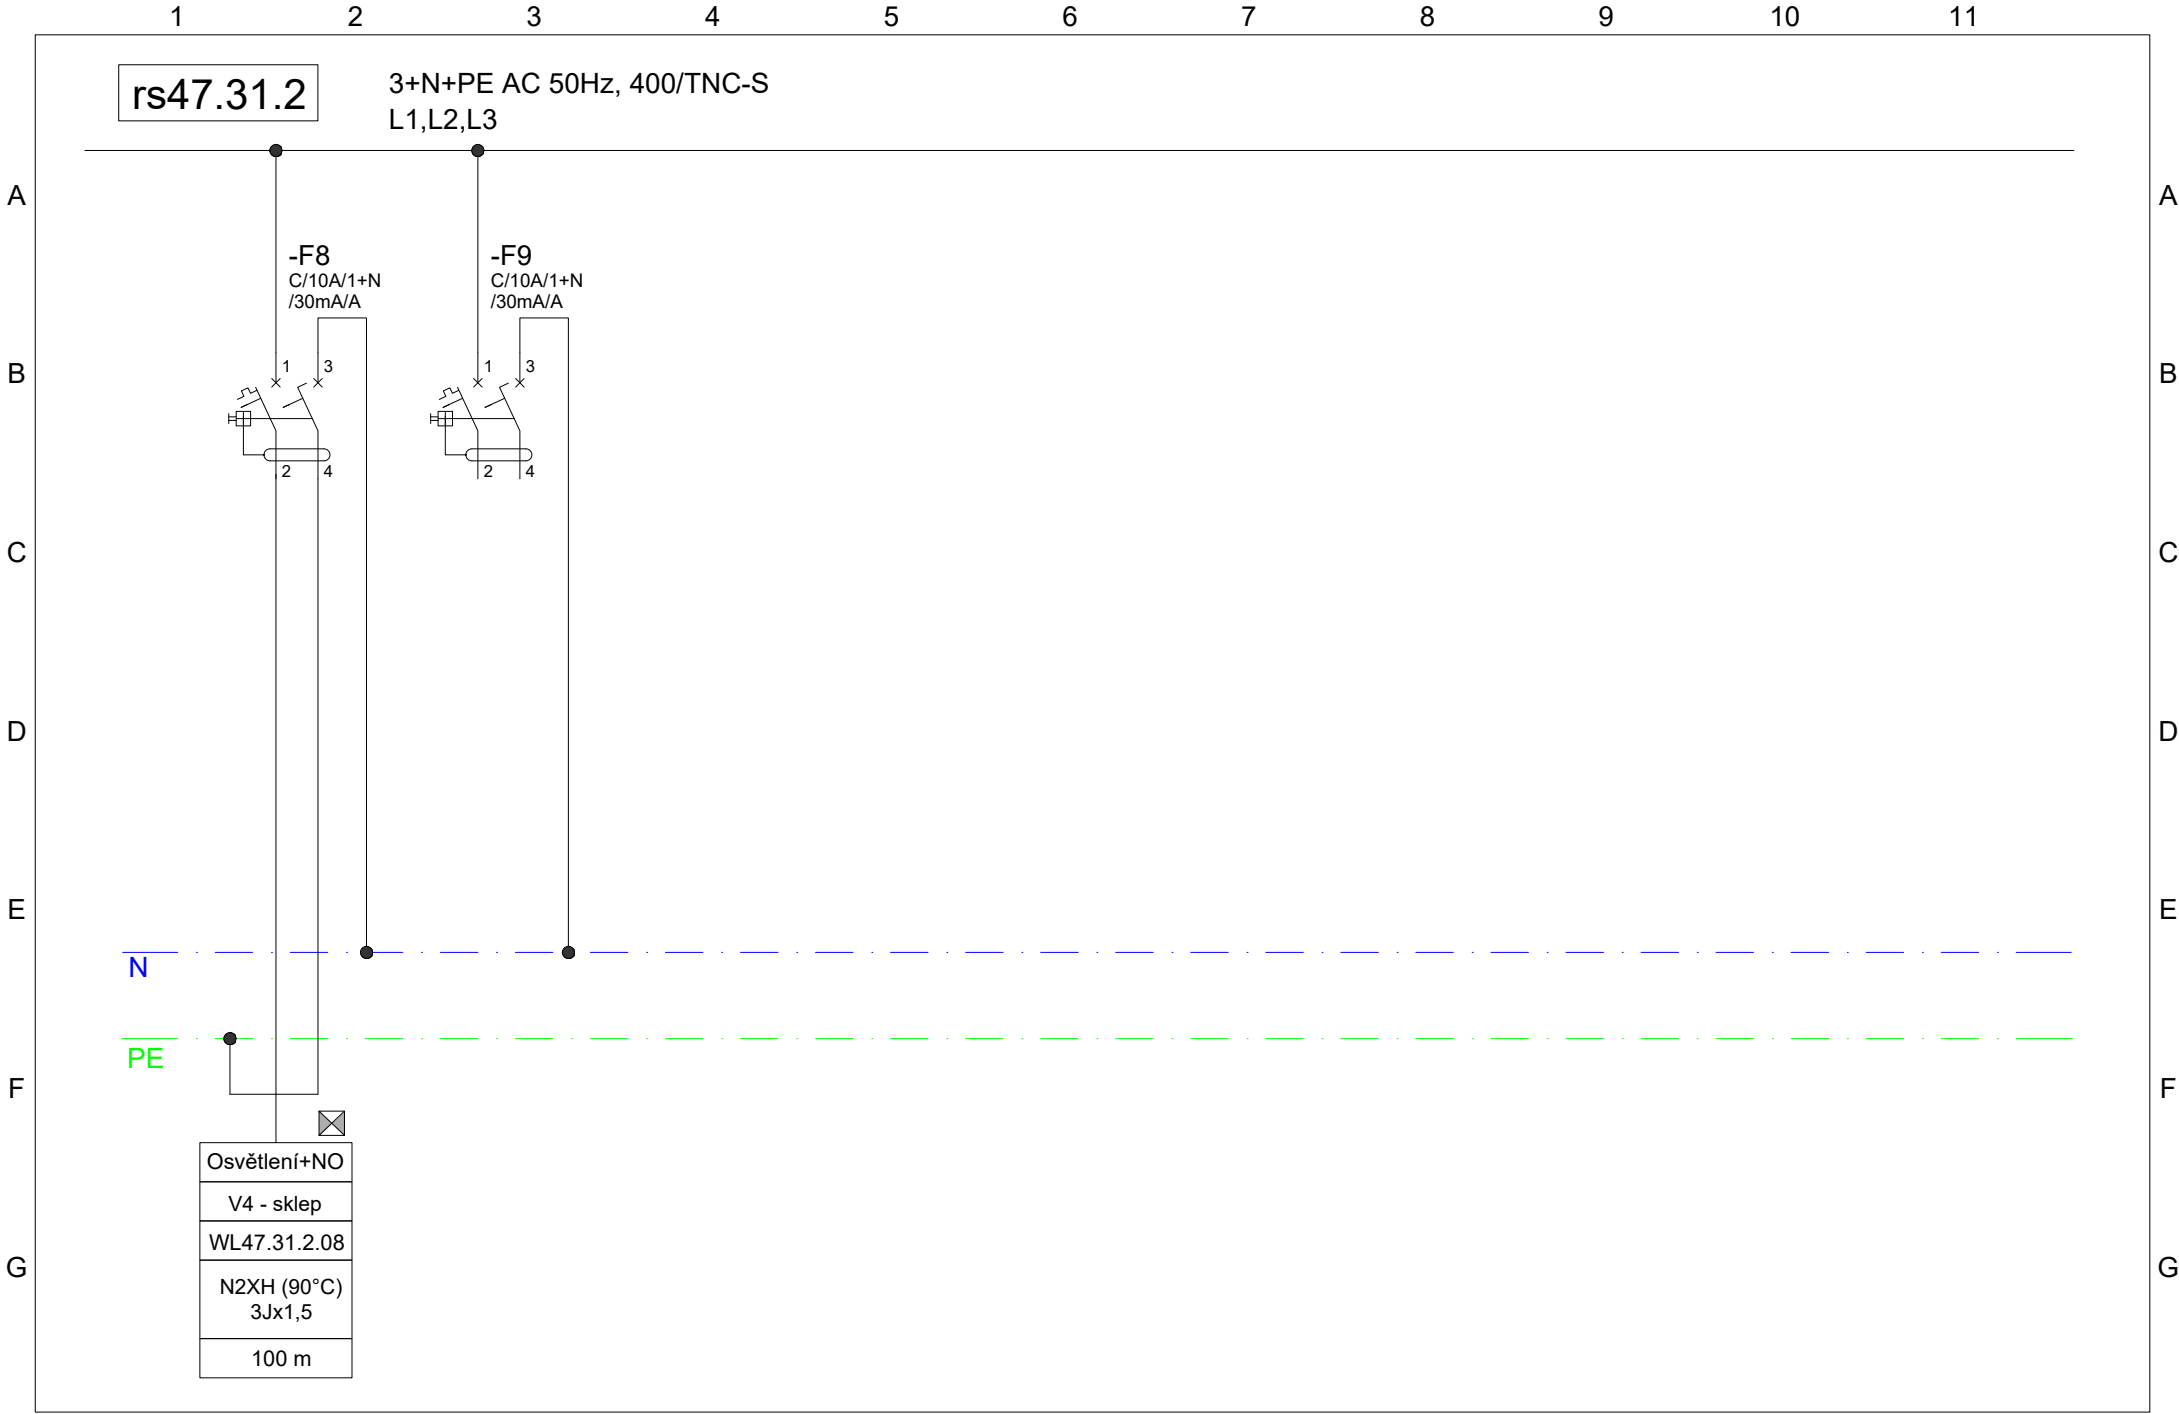 1 2 3 4 5 6 7 8 9 10 11
rs47.31.2
3+N+PE AC 50Hz, 400/TNC-S
L1,L2,L3
A A
-F8
C/10A/1+N
/30mA/A
-F9
C/10A/1+N
/30mA/A
B B
1 3
1 3
2 4
2 4
C C
D D
E E
N
PE
F F
Osvětlení+NO
V4 - sklep
WL47.31.2.08
G G
N2XH (90°C)
3Jx1,5
100 m